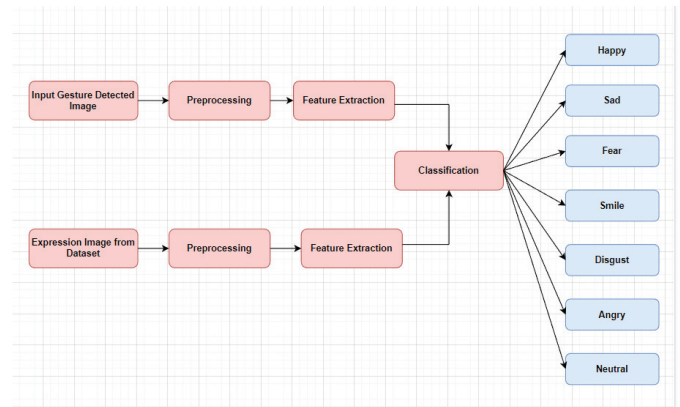 Happy
Input Gesture Detected
Image
Preprocessing
Feature Extraction
Sad
Fear
Classification
Smile
Expression Image from
Dataset
Preprocessing
Feature Extraction
Disgust
Angry
Neutral